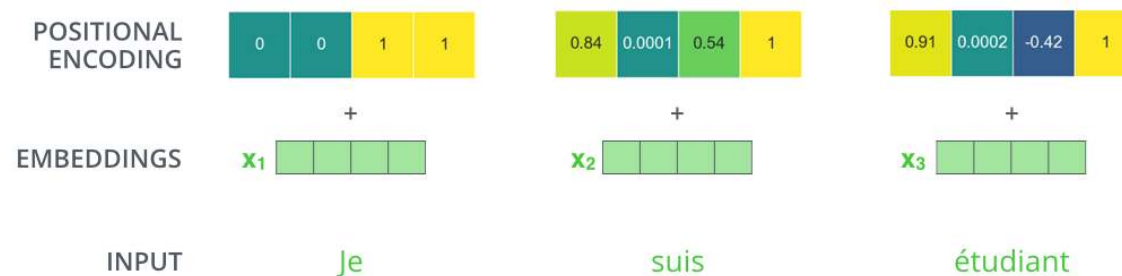 POSITIONAL
ENCODING
0 0 1 1
0.84 0.0001 0.54 1
0.91 0.0002 -0.42 1
+ + +
EMBEDDINGS x1 x2 x3
INPUT Je suis étudiant